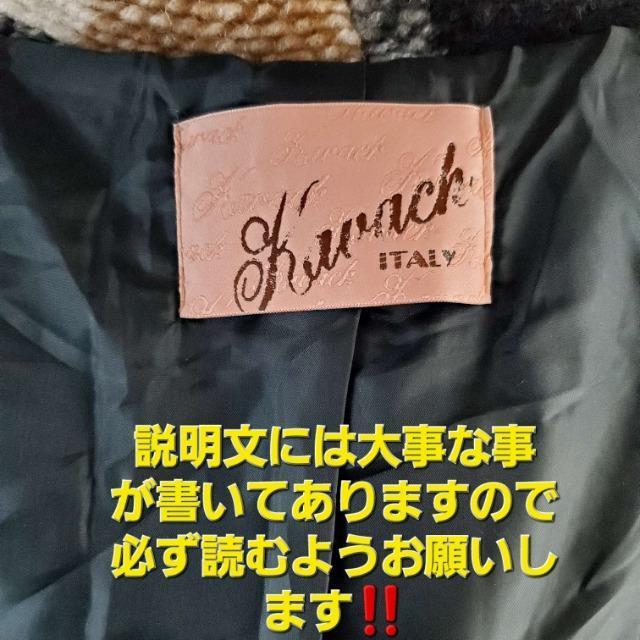 Kawach
ITALY
説明文には大事な事
が書いてありますので
必ず読むようお願いし
ます‼️